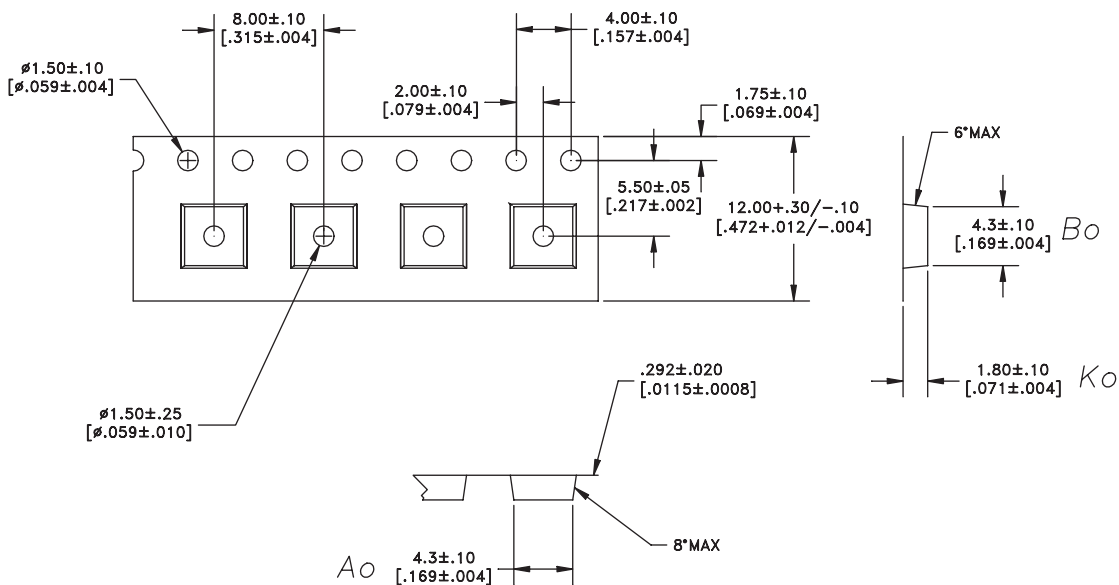 8.00±.10
[.315±.004]
4.00±.10
[.157±.004]
ø1.50±.10
[ø.059±.004]
2.00±.10
[.079±.004]
1.75±.10
[.069±.004]
6°MAX
5.50±.05
[.217±.002]
12.00+.30/-.10
[.472+.012/-.004]
4.3±.10
[.169±.004]
Bo
ø1.50±.25
[ø.059±.010]
.292±.020
[.0115±.0008]
1.80±.10
[.071±.004]
Ko
8°MAX
Ao
4.3±.10
[.169±.004]